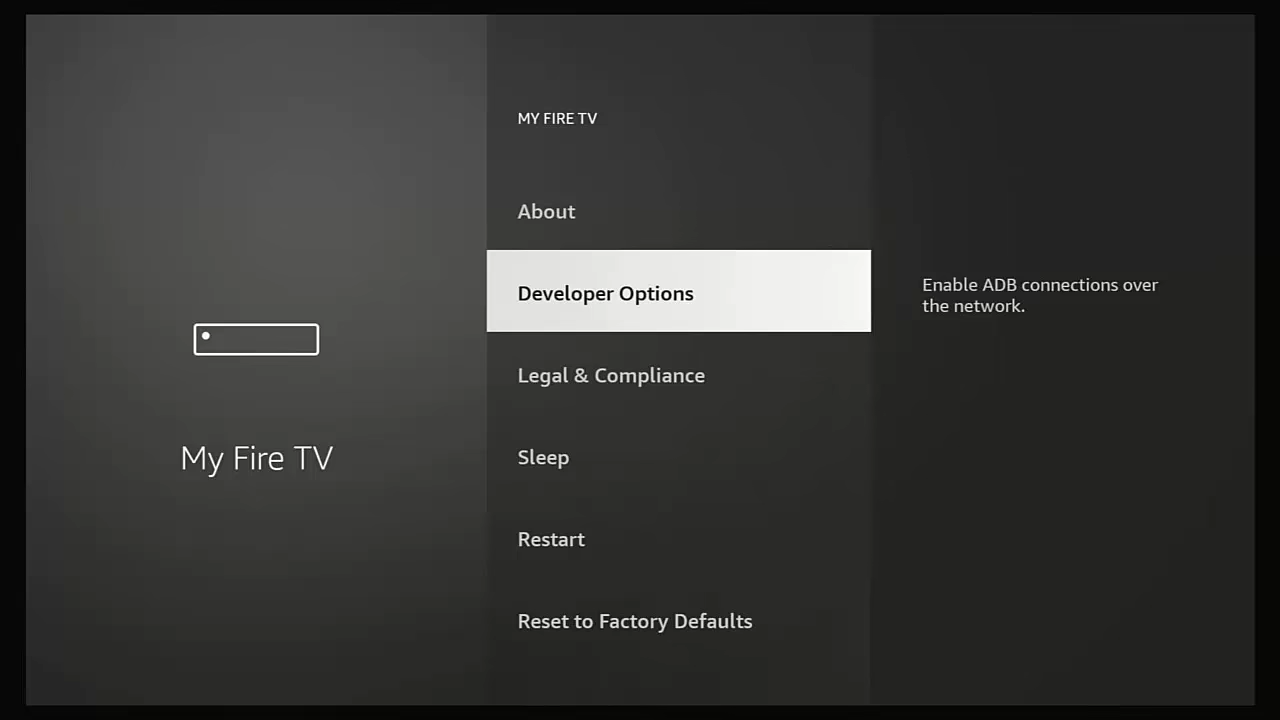 MY FIRE TV
About
Developer Options
Enable ADB connections over
the network.
Legal & Compliance
Sleep
My Fire TV
Restart
Reset to Factory Defaults